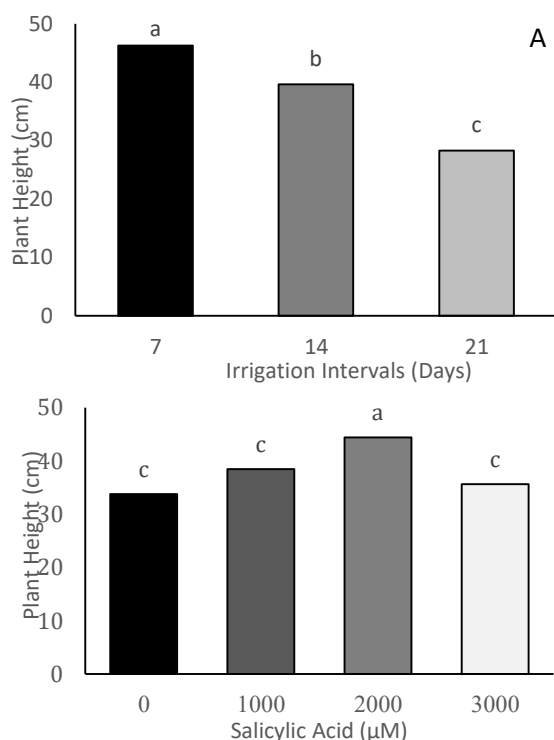 50
A
a
40
b
30
c
20
10
0
Plant Height (cm)
7 14 21
Irrigation Intervals (Days)
50
a
40
c
c
c
30
20
10
0
Plant Height (cm)
0 1000 2000 3000
Salicylic Acid (µM)